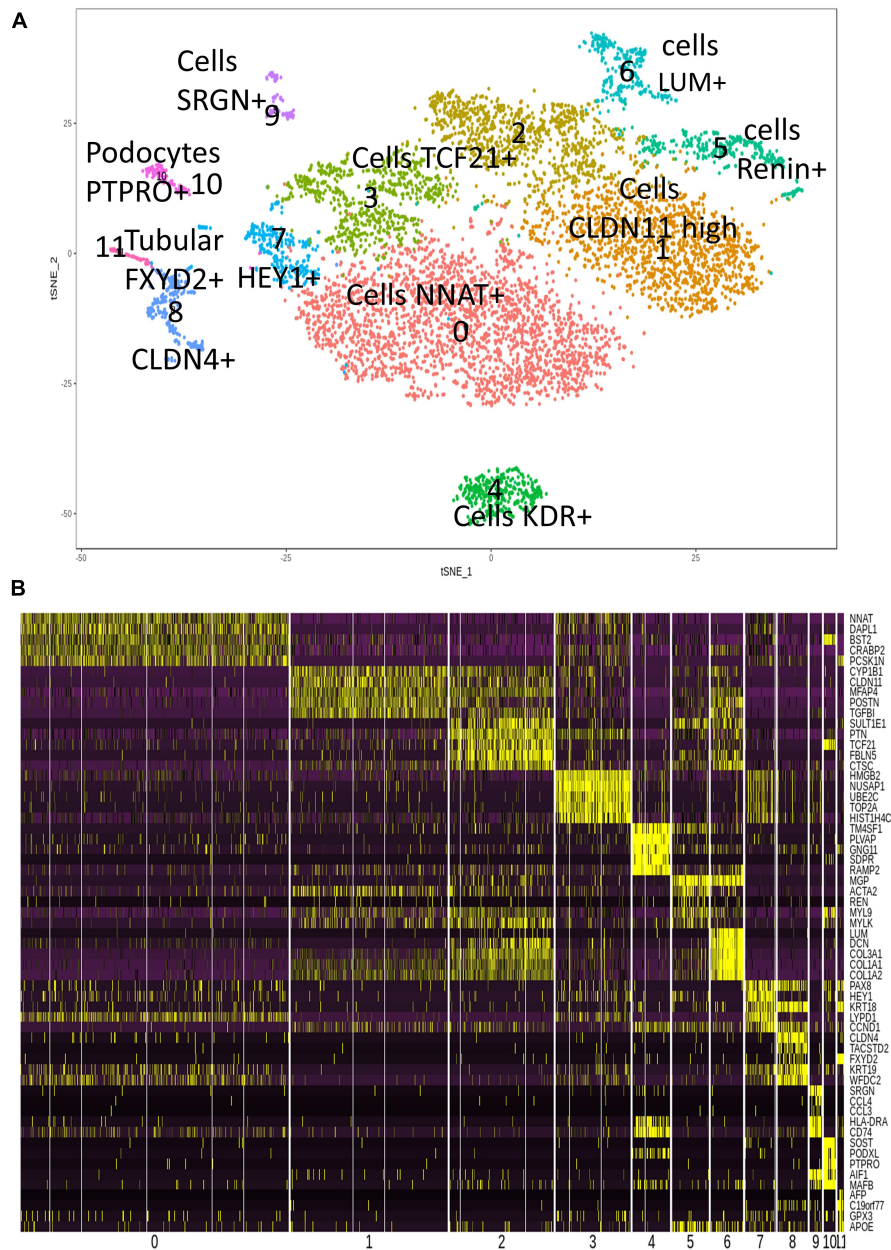 A
Cells
SRGN+
9
cells
6
LUM+
25
2
5
cells
Renin+
Podocytes
PTPRO+
10
10
Cells TCF21+
3
Cells
CLDN11 high
1
11
Tubular
FXYD2+
8
CLDN4+
7
HEY1+
0
Cells NNAT+
0
-25
4
Cells KDR+
-50
tSNE_2
-50
-25
0
25
tSNE_1
B
NNAT
DAPL1
BST2
CRABP2
PCSK1N
CYP1B1
CLDN11
MFAP4
POSTN
TGFBI
SULT1E1
PTN
TCF21
FBLN5
CTSC
HMGB2
NUSAP1
UBE2C
TOP2A
HIST1H4C
TM4SF1
PLVAP
GNG11
SDPR
RAMP2
MGP
ACTA2
REN
MYL9
MYLK
LUM
DCN
COL3A1
COL1A1
COL1A2
PAX8
HEY1
KRT18
LYPD1
CCND1
CLDN4
TACSTD2
FXYD2
KRT19
WFDC2
SRGN
CCL4
CCL3
HLA-DRA
CD74
SOST
PODXL
PTPRO
AIF1
MAFB
AFP
C19orf77
GPX3
APOE
0 1 2 3 4 5 6 7 8 9 10 11